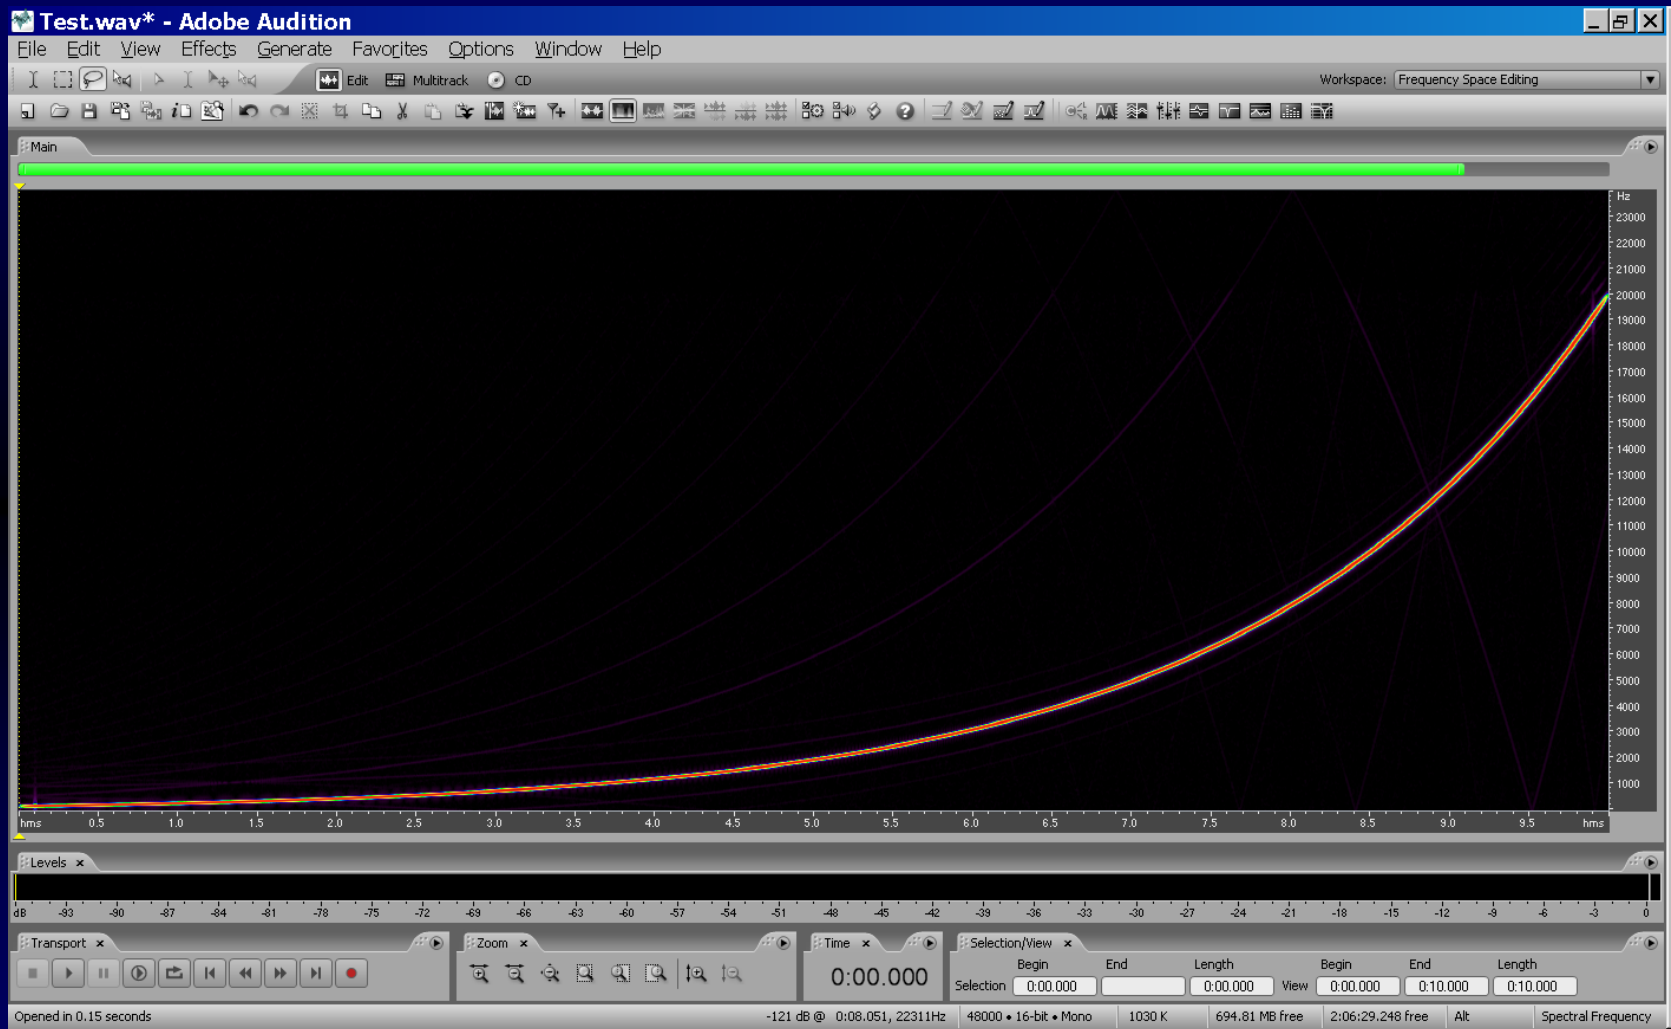 Test.wav* - Adobe Audition
File Edit View Effects Generate Favorites Options Window Help
Edit Multitrack CD Workspace: Frequency Space Editing
Main
Hz
23000
22000
21000
20000
19000
18000
17000
16000
15000
14000
13000
12000
11000
10000
9000
8000
7000
6000
5000
4000
3000
2000
1000
hms 0.5 1.0 1.5 2.0 2.5 3.0 3.5 4.0 4.5 5.0 5.5 6.0 6.5 7.0 7.5 8.0 8.5 9.0 9.5 hms
Levels
dB -93 -90 -87 -84 -81 -78 -75 -72 -69 -66 -63 -60 -57 -54 -51 -48 -45 -42 -39 -36 -33 -30 -27 -24 -21 -18 -15 -12 -9 -6 -3 0
Transport Zoom Time Selection/View
Begin End Length Begin End Length
0:00.000
Selection 0:00.000 0:00.000 View 0:00.000 0:10.000 0:10.000
Opened in 0.15 seconds -121 dB @ 0:08.051, 22311Hz 48000 • 16-bit • Mono 1030 K 694.81 MB free 2:06:29.248 free Alt Spectral Frequency